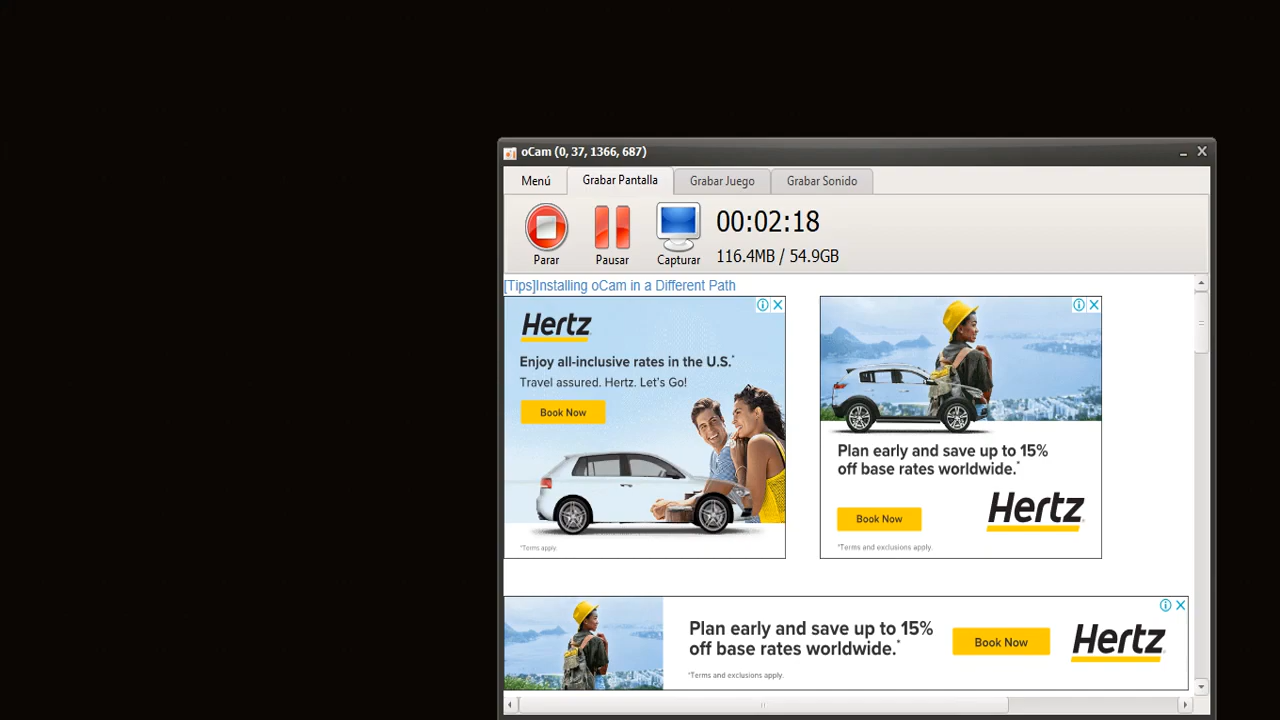 oCam (0, 37, 1366, 687)
Menú
Grabar Pantalla
Grabar Juego
Grabar Sonido
00:02:18
116.4MB / 54.9GB
Parar
Pausar
Capturar
[Tips]Installing oCam in a Different Path
Hertz
Enjoy all-inclusive rates in the U.S.*
Travel assured. Hertz. Let's Go!
Book Now
*Terms apply.
Plan early and save up to 15%
off base rates worldwide.*
Hertz
Book Now
*Terms and exclusions apply.
Plan early and save up to 15%
off base rates worldwide.*
Book Now
Hertz
*Terms and exclusions apply.